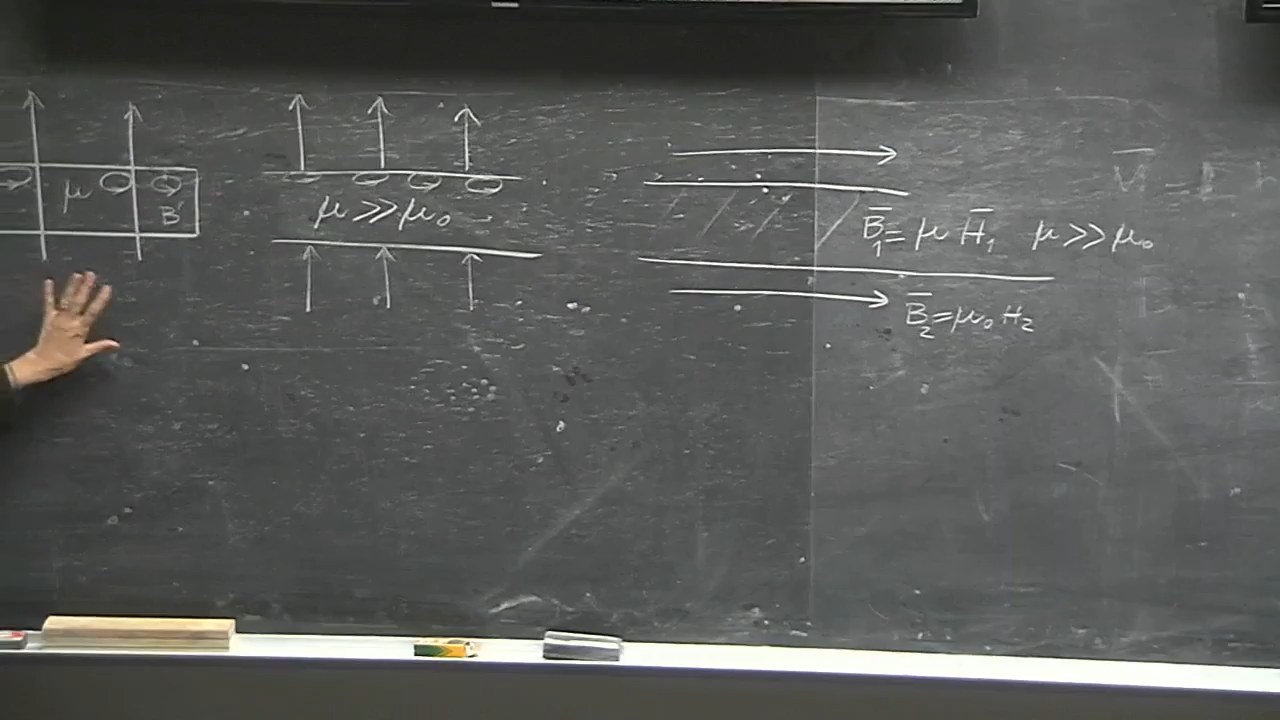 μ
B'
μ >> μ₀
B̄₁ = μ H̄₁ μ >> μ₀
B̄₂ = μ₀ H₂